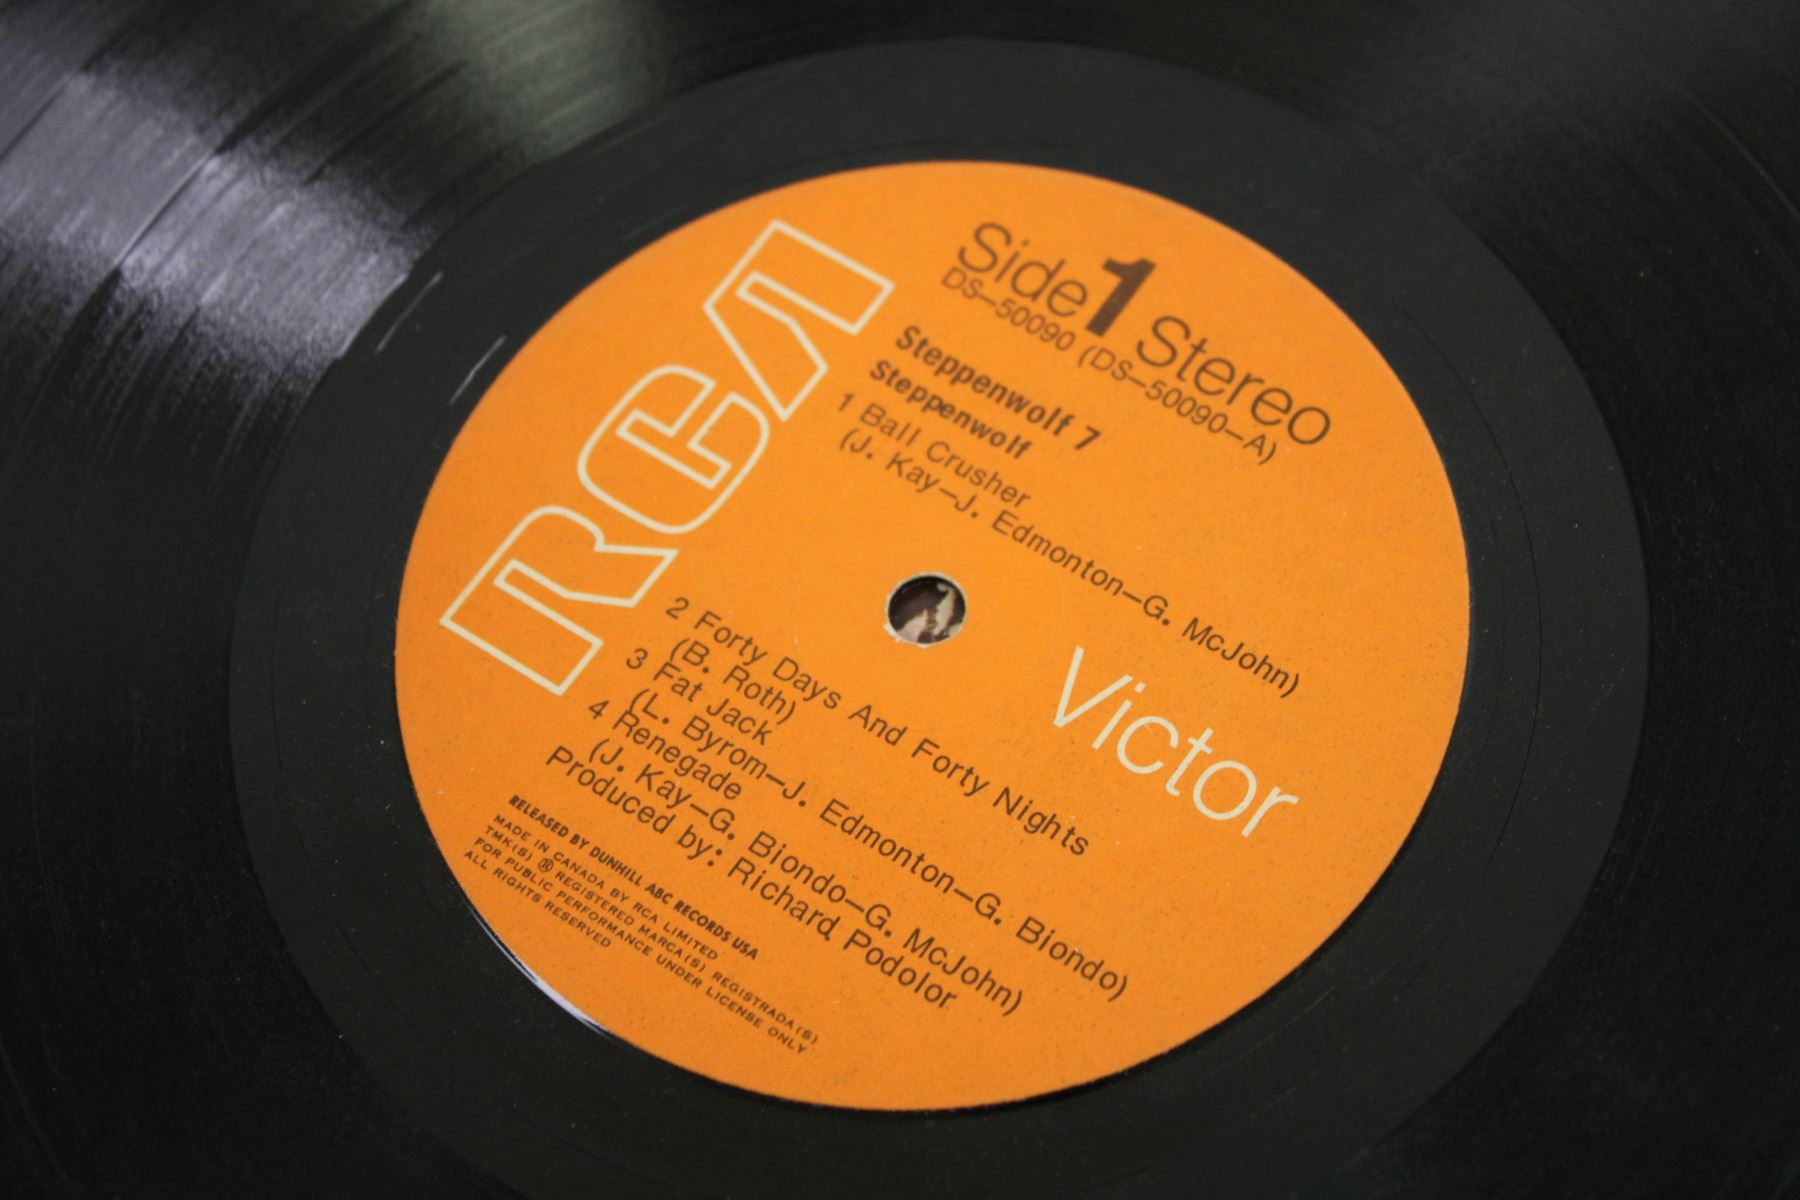 RCA
Side 1 Stereo
DS-50090 (DS-50090-A)
Steppenwolf 7
Steppenwolf
1 Ball Crusher
(J. Kay-J. Edmonton-G. McJohn)
Victor
2 Forty Days And Forty Nights
(B. Roth)
3 Fat Jack
(L. Byrom-J. Edmonton-G. Biondo)
4 Renegade
(J. Kay-G. Biondo-G. McJohn)
Produced by: Richard Podolor
RELEASED BY DUNHILL ABC RECORDS USA
MADE IN CANADA BY RCA LIMITED
TMK(S) ® REGISTERED MARCA(S) REGISTRADA(S)
FOR PUBLIC PERFORMANCE UNDER LICENSE ONLY
ALL RIGHTS RESERVED